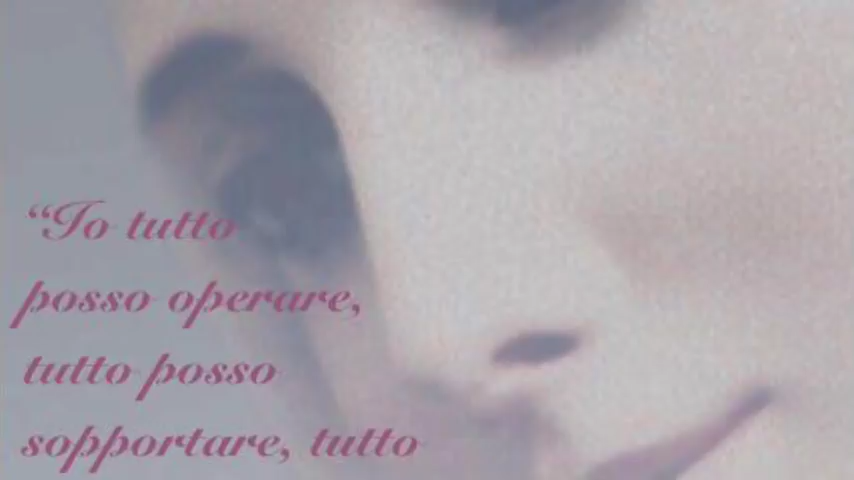 “Io tutto
posso operare,
tutto posso
sopportare, tutto